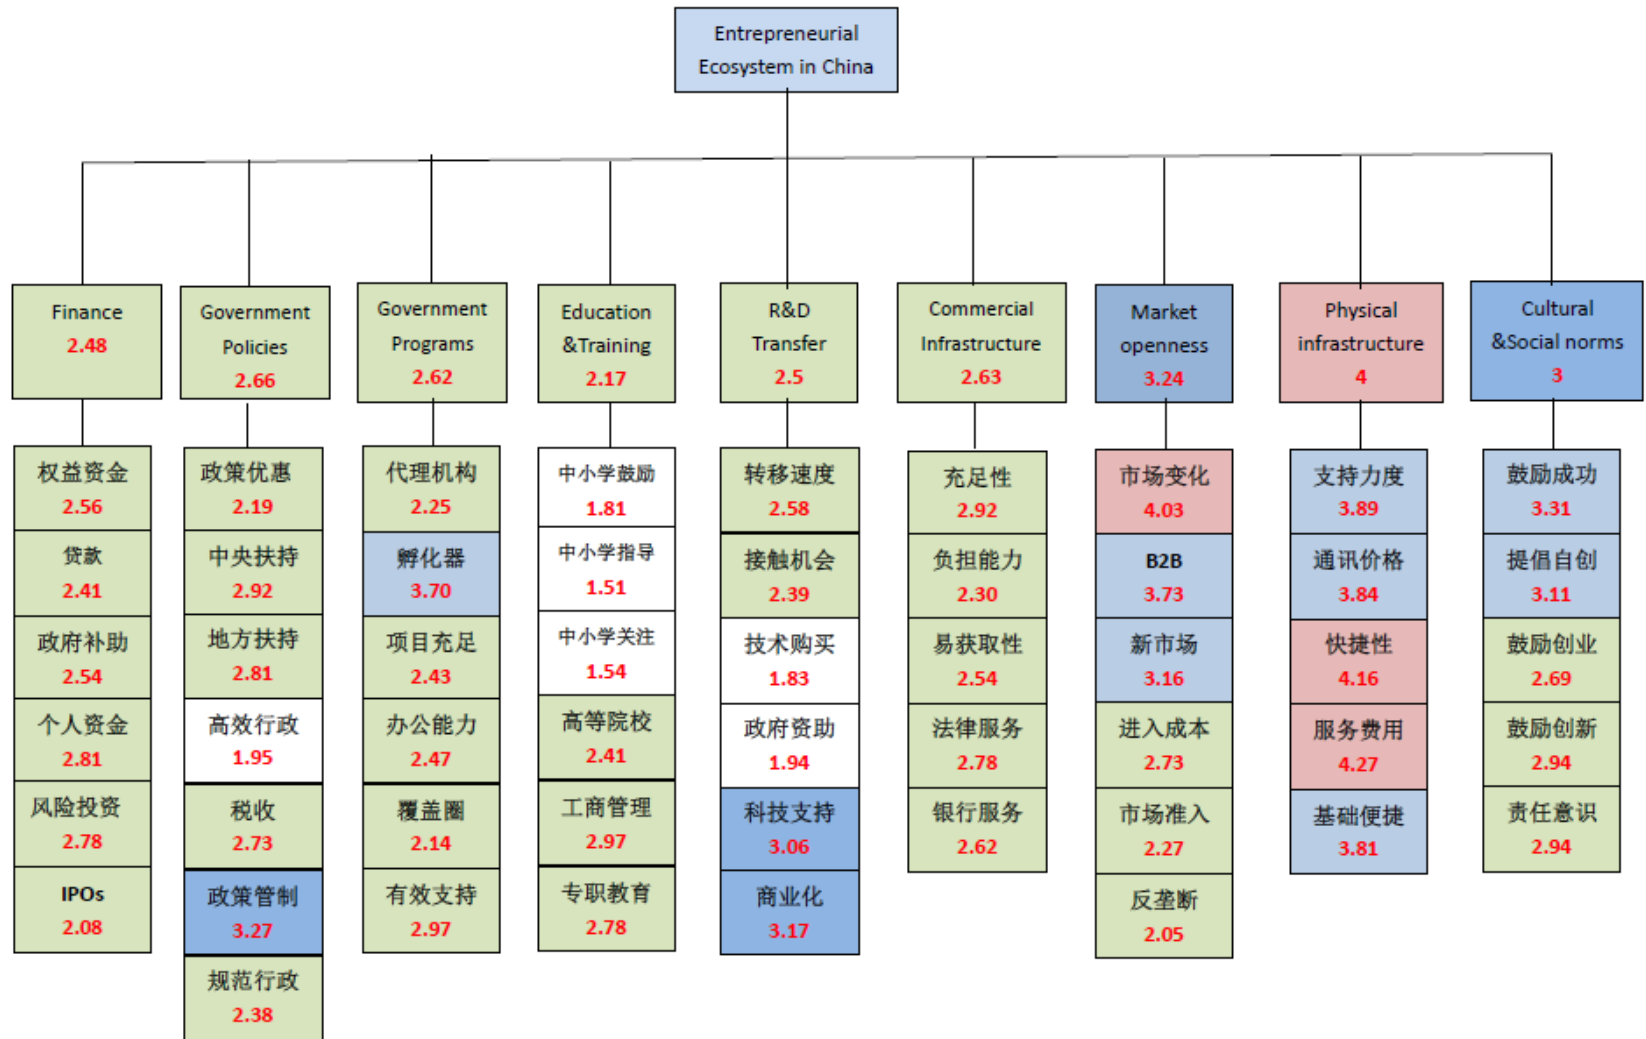 Entrepreneurial
Ecosystem in China
Finance
2.48
Government
Policies
2.66
Government
Programs
2.62
Education
&Training
2.17
R&D
Transfer
2.5
Commercial
Infrastructure
2.63
Market
openness
3.24
Physical
infrastructure
4
Cultural
&Social norms
3
权益资金
2.56
贷款
2.41
政府补助
2.54
个人资金
2.81
风险投资
2.78
IPOs
2.08
政策优惠
2.19
中央扶持
2.92
地方扶持
2.81
高效行政
1.95
税收
2.73
政策管制
3.27
规范行政
2.38
代理机构
2.25
孵化器
3.70
项目充足
2.43
办公能力
2.47
覆盖圈
2.14
有效支持
2.97
中小学鼓励
1.81
中小学指导
1.51
中小学关注
1.54
高等院校
2.41
工商管理
2.97
专职教育
2.78
转移速度
2.58
接触机会
2.39
技术购买
1.83
政府资助
1.94
科技支持
3.06
商业化
3.17
充足性
2.92
负担能力
2.30
易获取性
2.54
法律服务
2.78
银行服务
2.62
市场变化
4.03
B2B
3.73
新市场
3.16
进入成本
2.73
市场准入
2.27
反垄断
2.05
支持力度
3.89
通讯价格
3.84
快捷性
4.16
服务费用
4.27
基础便捷
3.81
鼓励成功
3.31
提倡自创
3.11
鼓励创业
2.69
鼓励创新
2.94
责任意识
2.94